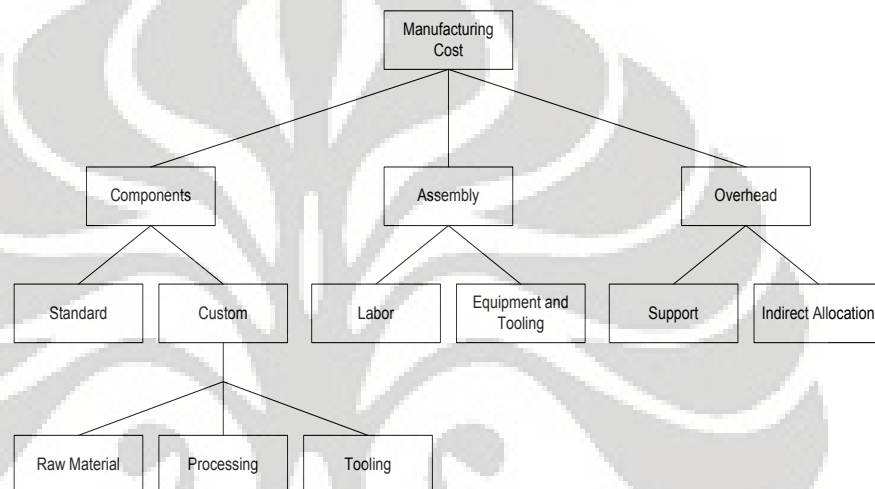 Manufacturing
Cost
Components
Assembly
Overhead
Standard
Custom
Labor
Equipment and
Tooling
Support
Indirect Allocation
Raw Material
Processing
Tooling